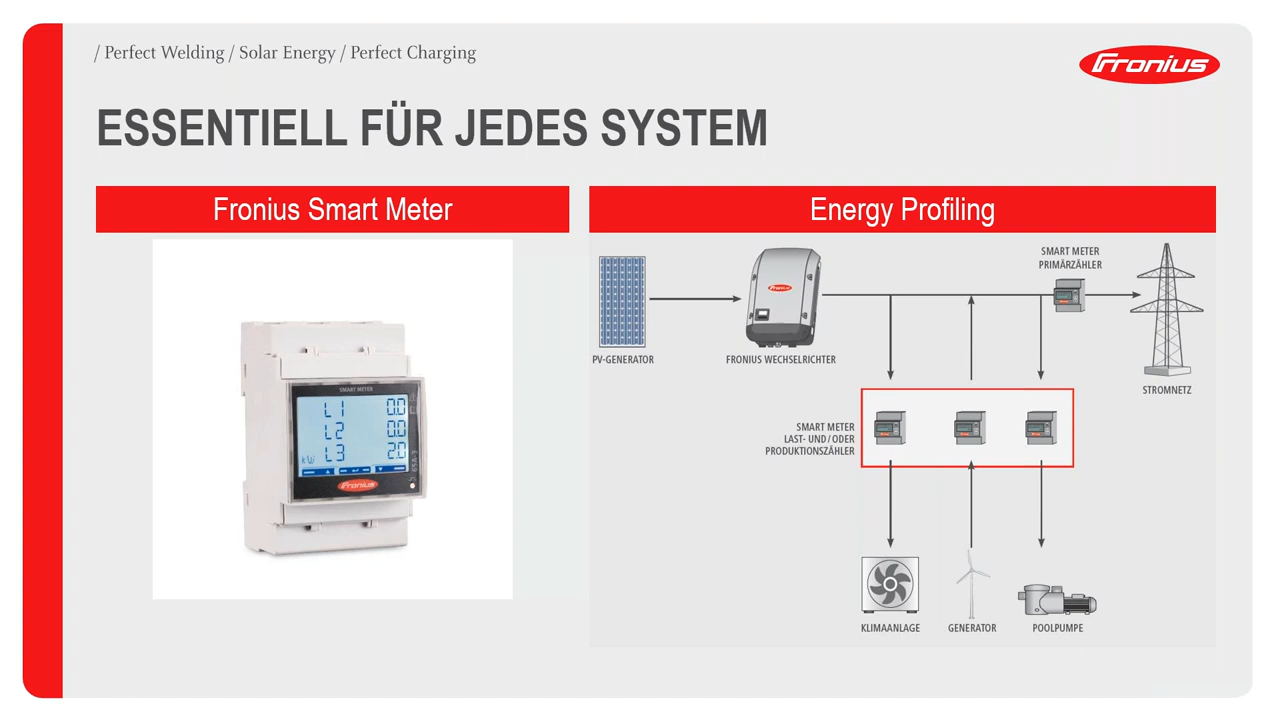 / Perfect Welding / Solar Energy / Perfect Charging
Fronius
ESSENTIELL FÜR JEDES SYSTEM
Fronius Smart Meter
Energy Profiling
SMART METER
L1 0.0
L2 0.0
L3 2.0
Fronius
SMART METER
PRIMÄRZÄHLER
Fronius
PV-GENERATOR
FRONIUS WECHSELRICHTER
STROMNETZ
SMART METER
LAST- UND / ODER
PRODUKTIONSZÄHLER
KLIMAANLAGE
GENERATOR
POOLPUMPE